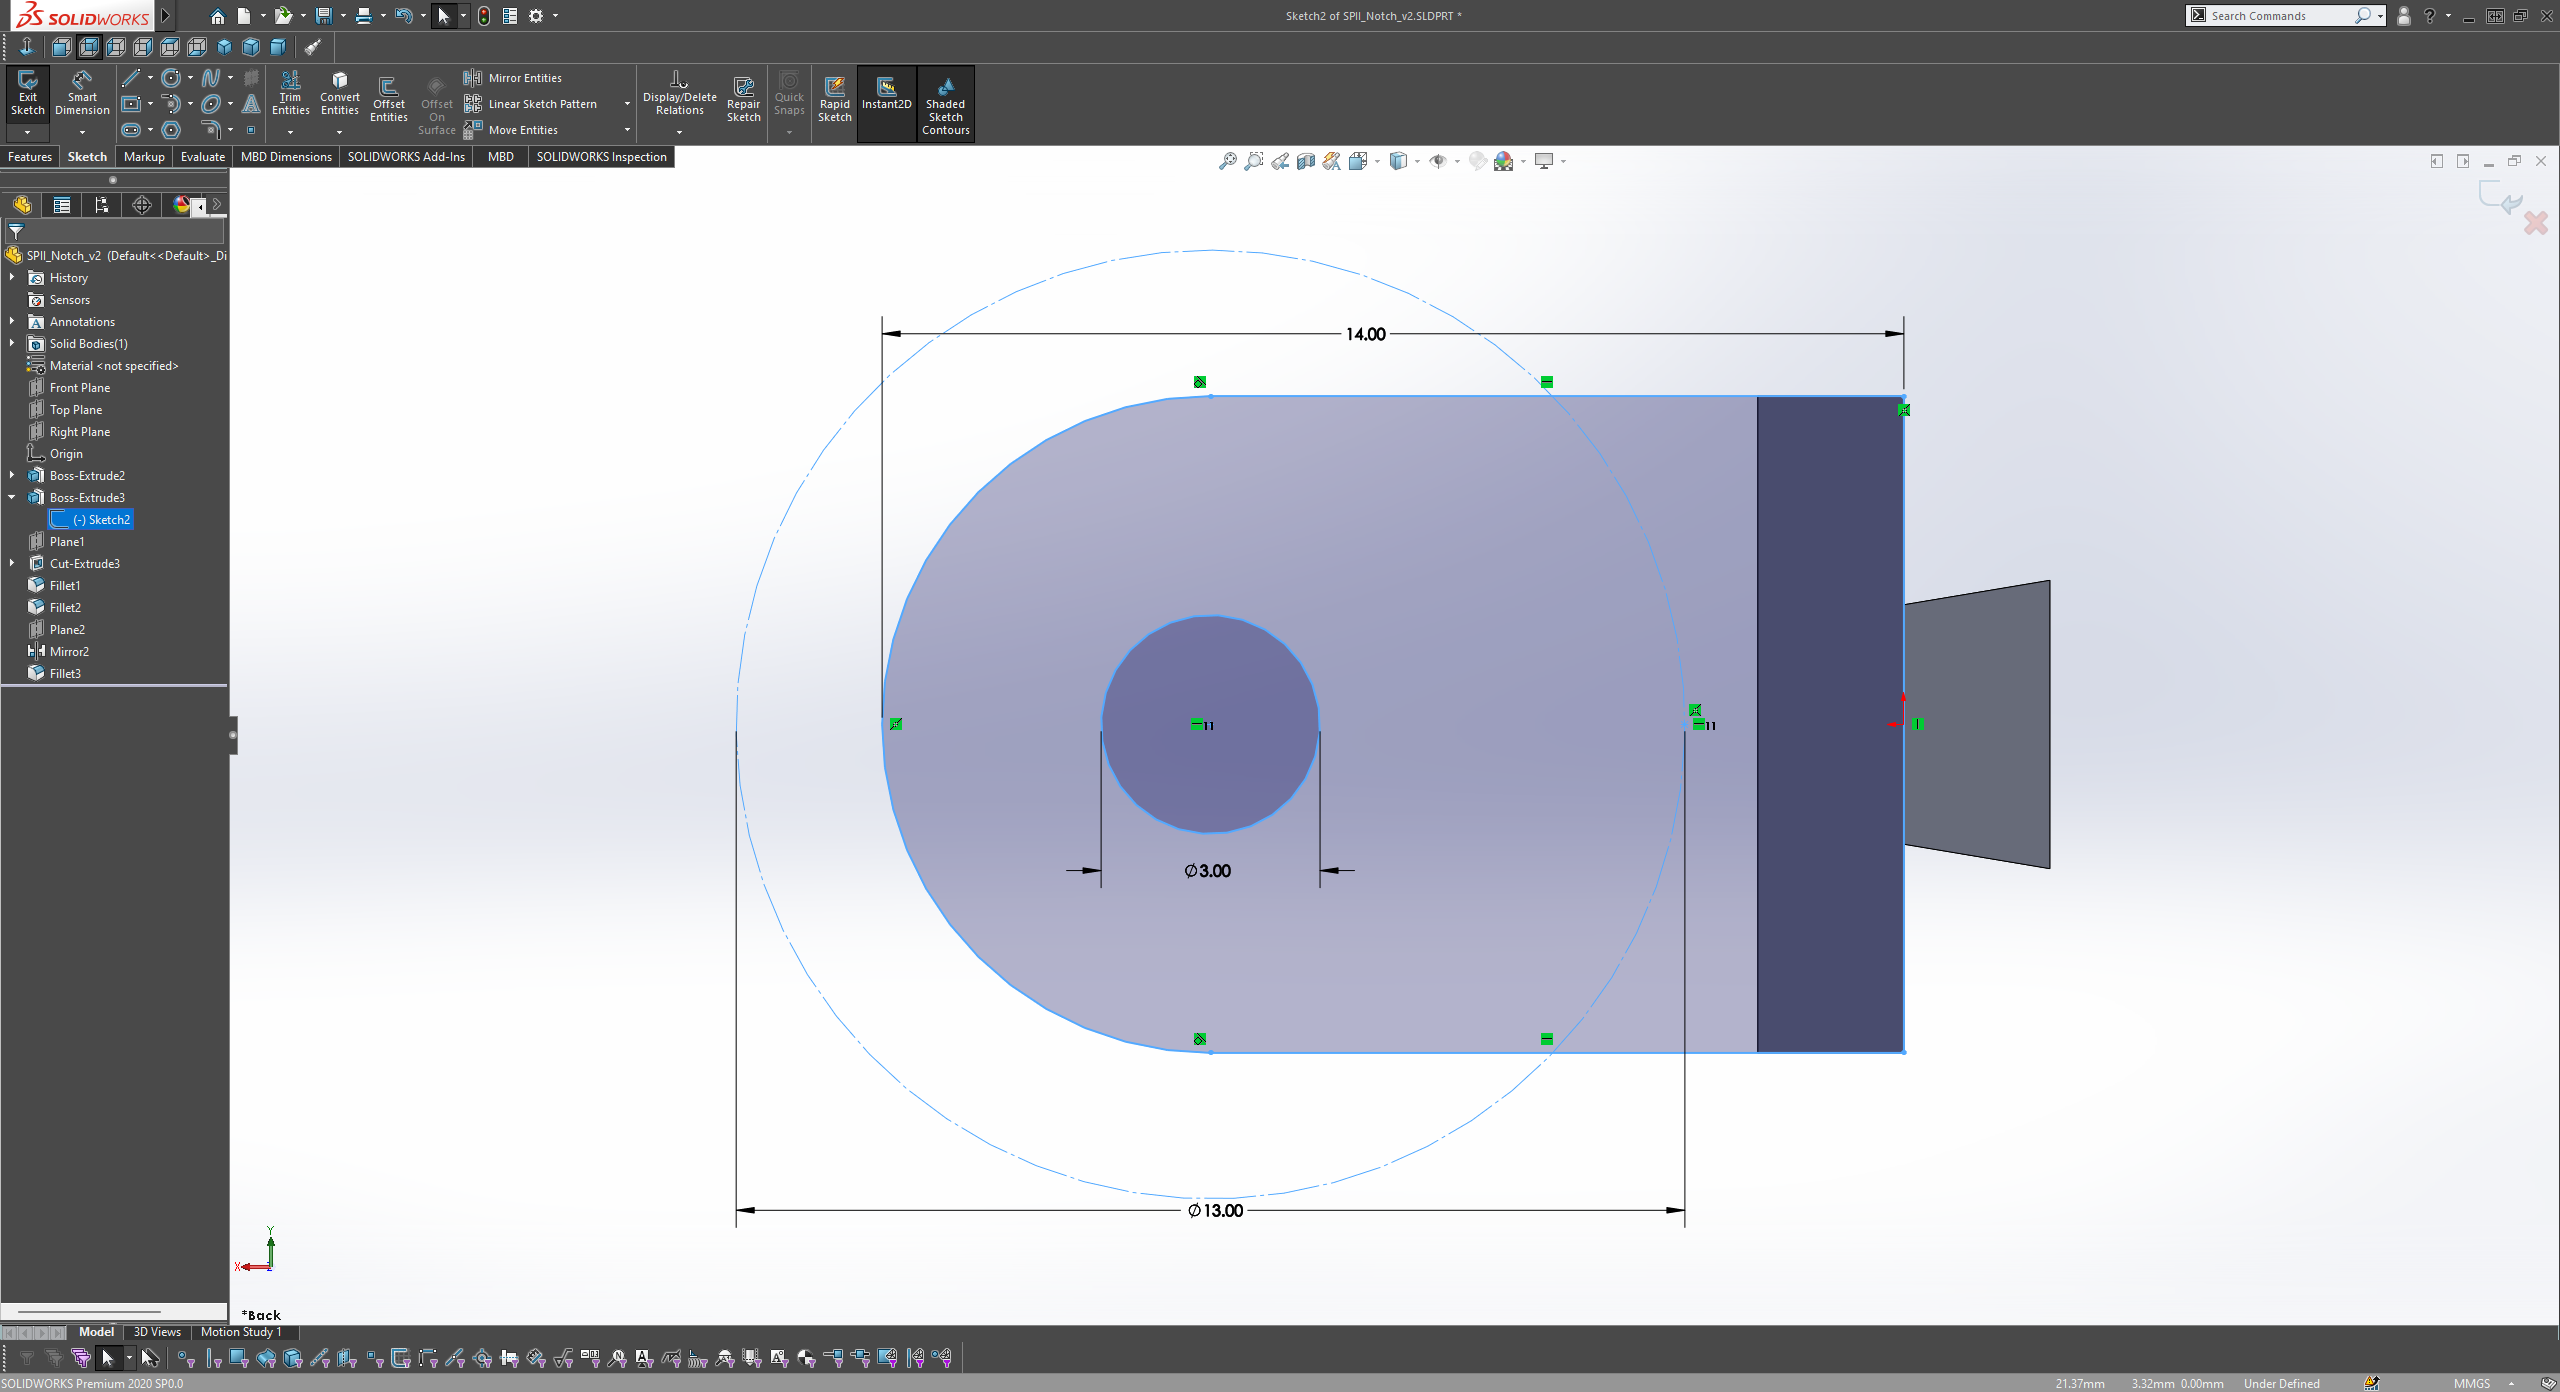 SOLIDWORKS
Sketch2 of SPII_Notch_v2.SLDPRT *
Search Commands
Exit Sketch
Smart Dimension
Trim Entities
Convert Entities
Offset Entities
Offset On Surface
Mirror Entities
Linear Sketch Pattern
Move Entities
Display/Delete Relations
Repair Sketch
Quick Snaps
Rapid Sketch
Instant2D
Shaded Sketch Contours
Features Sketch Markup Evaluate MBD Dimensions SOLIDWORKS Add-Ins MBD SOLIDWORKS Inspection
SPII_Notch_v2 (Default<<Default>_Di
History
Sensors
Annotations
Solid Bodies(1)
Material <not specified>
Front Plane
Top Plane
Right Plane
Origin
Boss-Extrude2
Boss-Extrude3
(-) Sketch2
Plane1
Cut-Extrude3
Fillet1
Fillet2
Plane2
Mirror2
Fillet3
14.00
11
11
⌀3.00
⌀13.00
Y
X
Z
*Back
Model 3D Views Motion Study 1
SOLIDWORKS Premium 2020 SP0.0
21.37mm 3.32mm 0.00mm Under Defined MMGS